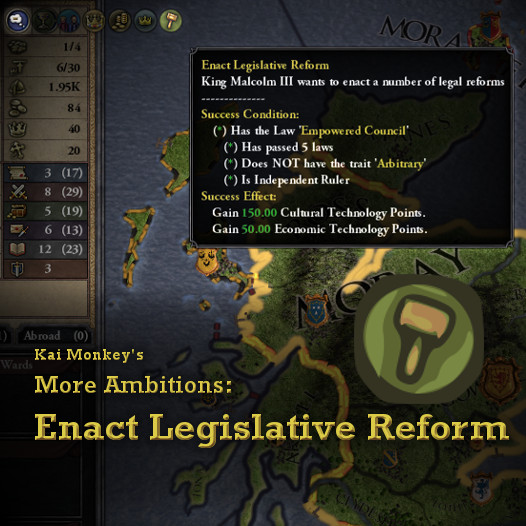 MORA
Enact Legislative Reform
King Malcolm III wants to enact a number of legal reforms
--------------
Success Condition:
(*) Has the Law 'Empowered Council'
(*) Has passed 5 laws
(*) Does NOT have the trait 'Arbitrary'
(*) Is Independent Ruler
Success Effect:
Gain 150.00 Cultural Technology Points.
Gain 50.00 Economic Technology Points.
1/4
6/30
1.95K
84
40
20
3 (17)
8 (29)
5 (19)
6 (13)
12 (23)
3
MORAY
Abroad (0)
Wards
Kai Monkey's
More Ambitions:
Enact Legislative Reform